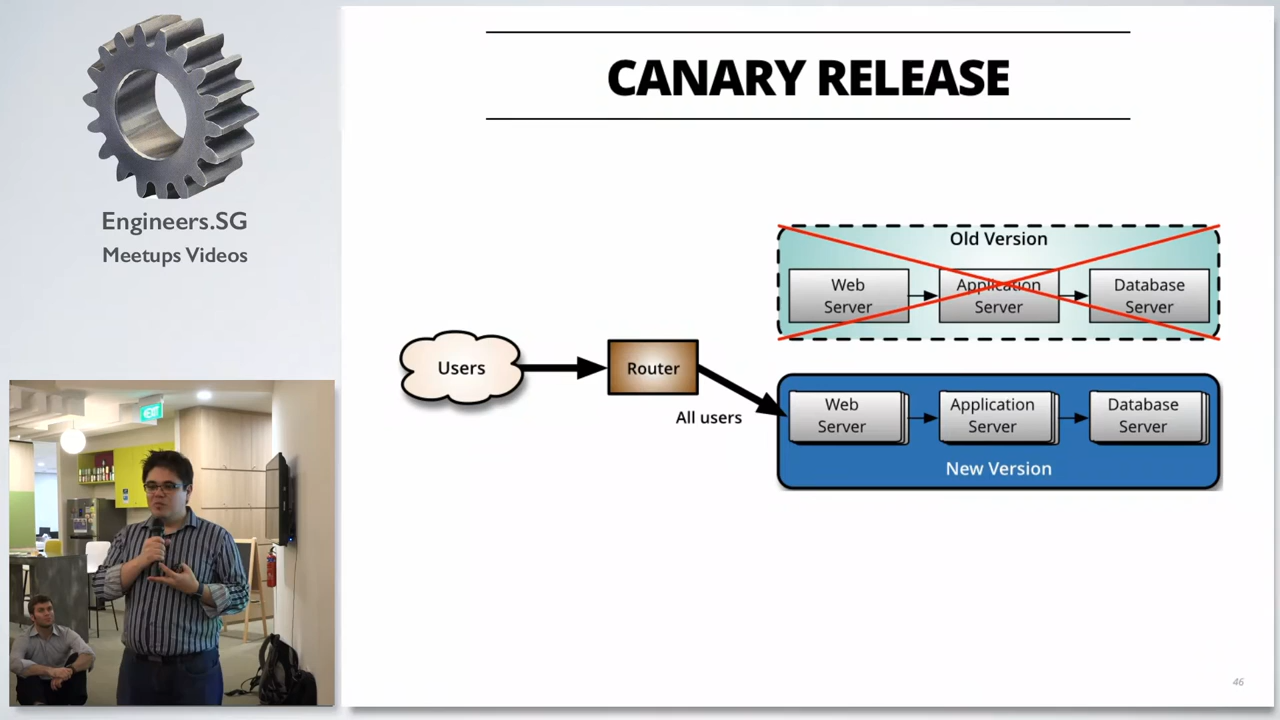 Engineers.SG
Meetups Videos
CANARY RELEASE
Old Version
Web
Server
Application
Server
Database
Server
Users
Router
All users
Web
Server
Application
Server
Database
Server
New Version
46